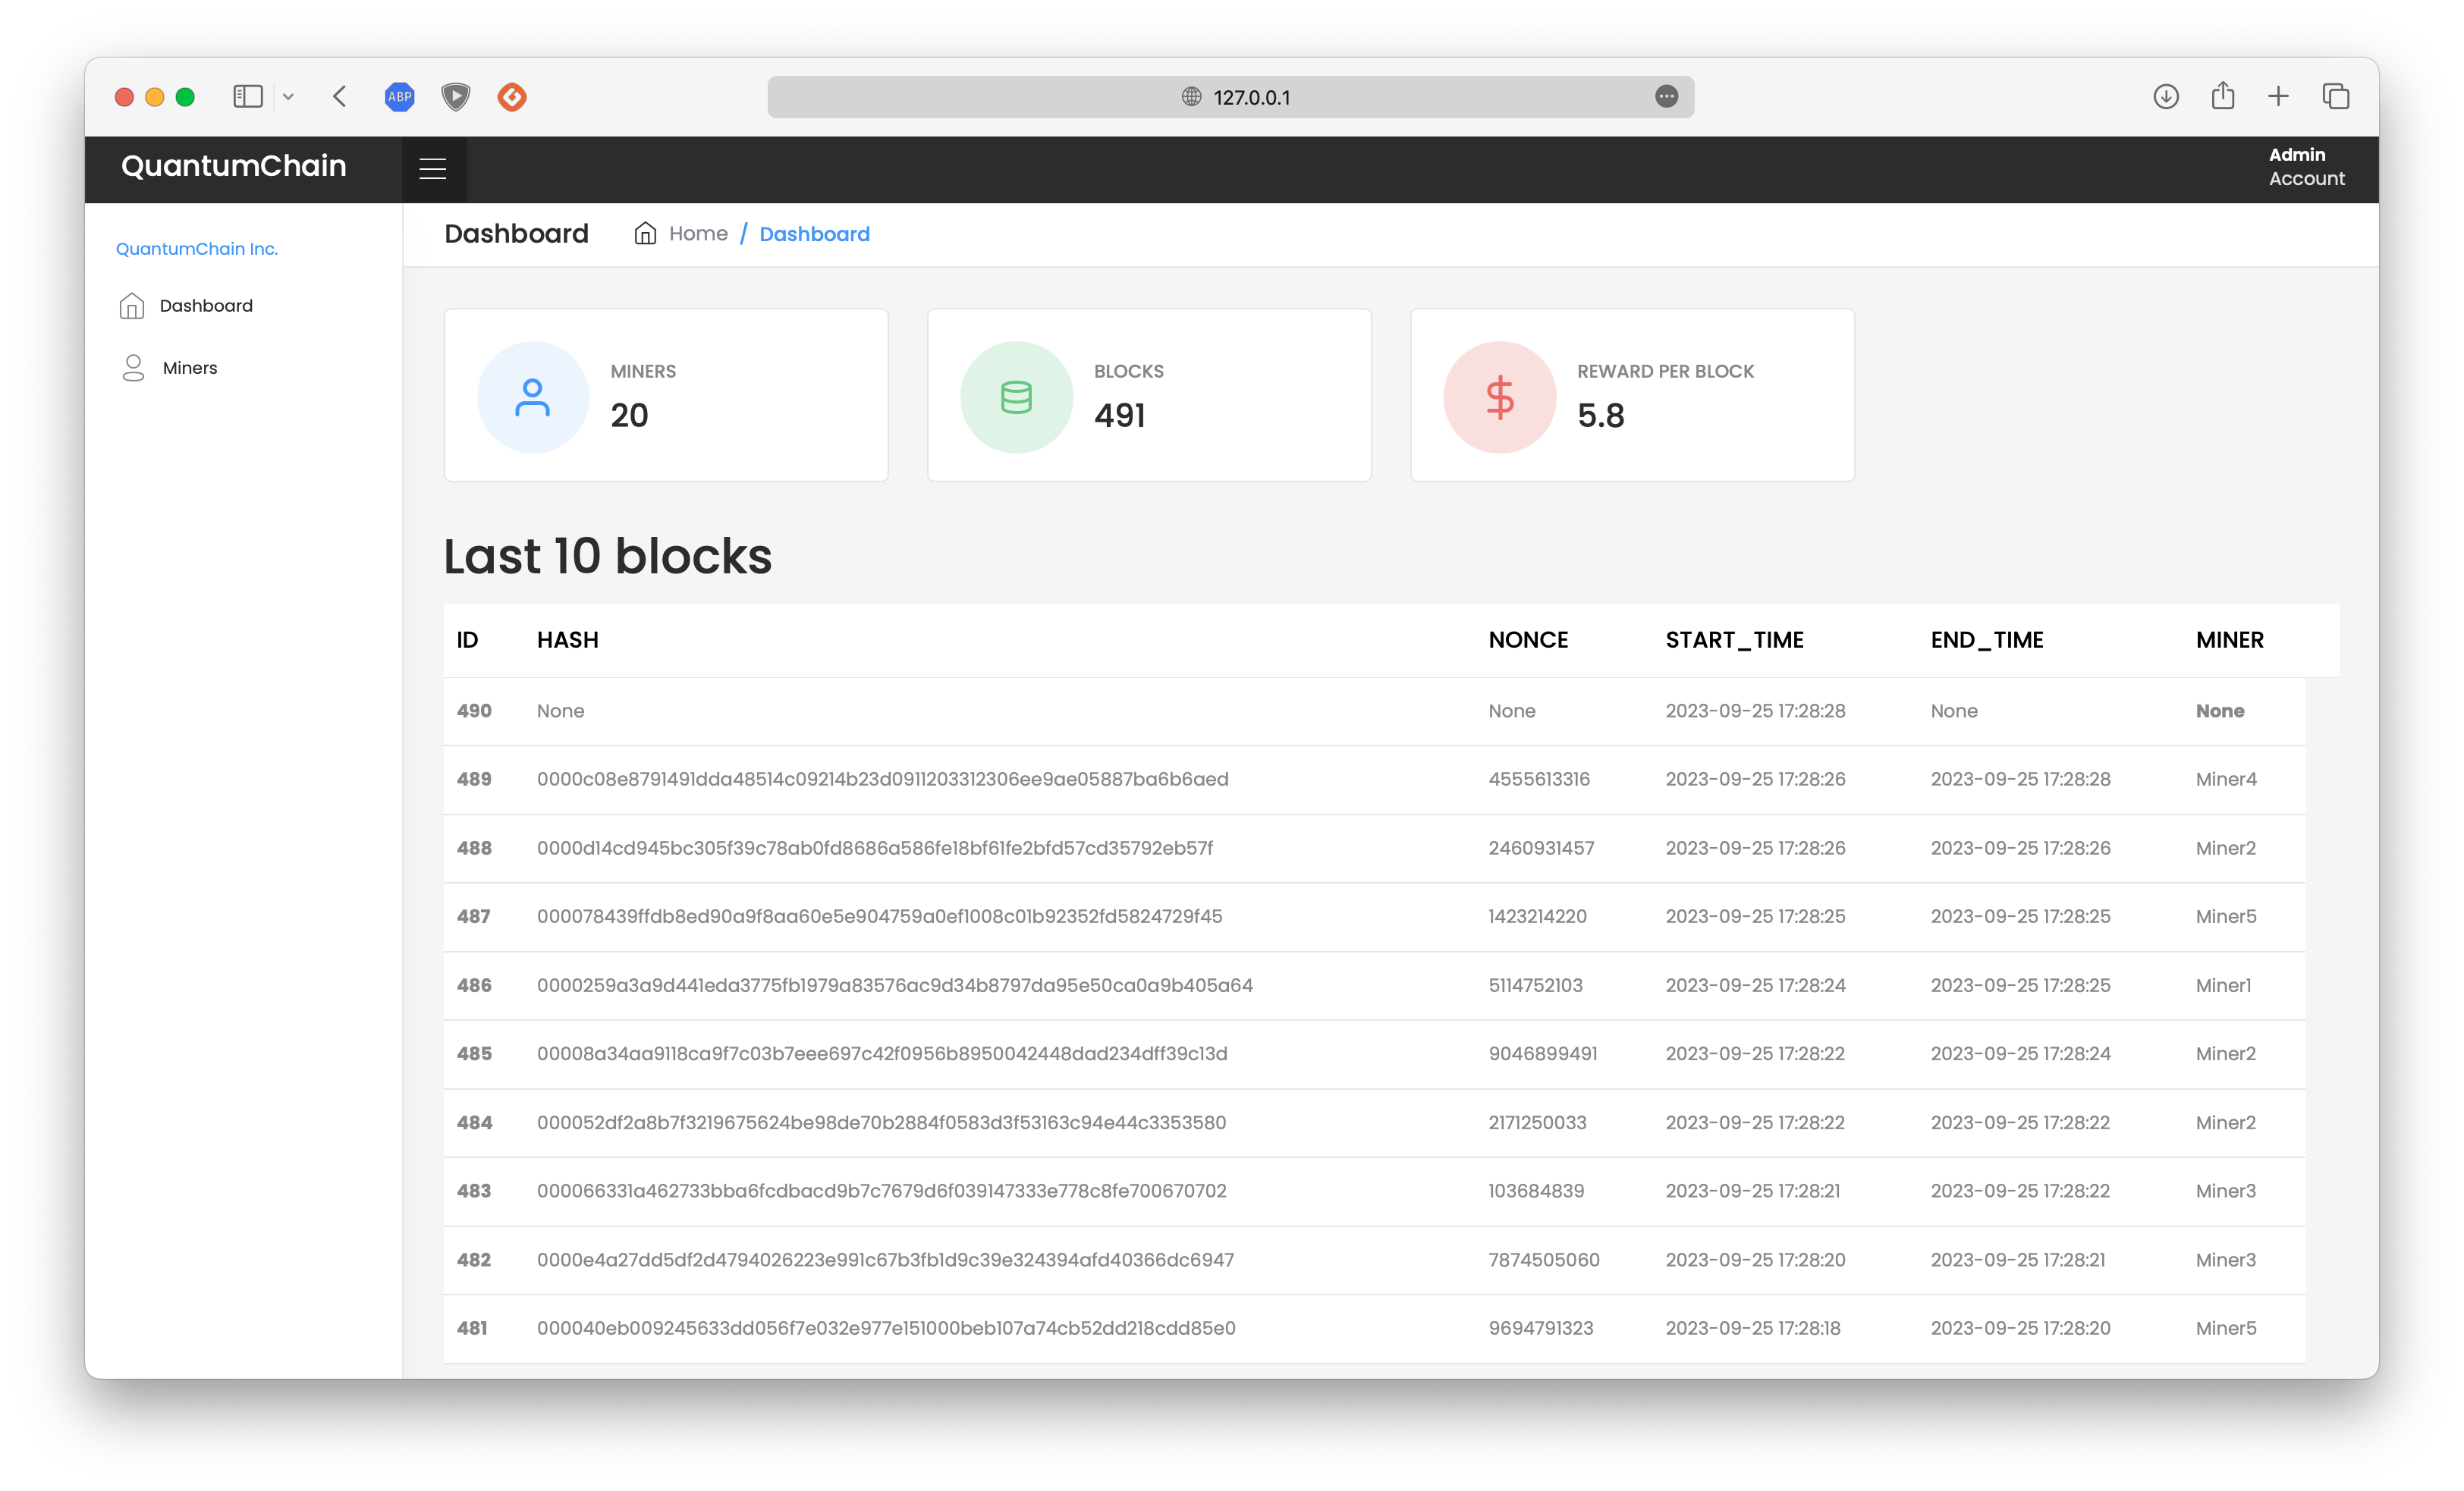 ABP
127.0.0.1
QuantumChain
Admin
Account
QuantumChain Inc.
Dashboard
Miners
Dashboard Home / Dashboard
MINERS
20
BLOCKS
491
REWARD PER BLOCK
5.8
Last 10 blocks
ID HASH NONCE START_TIME END_TIME MINER
490 None None 2023-09-25 17:28:28 None None
489 0000c08e8791491dda48514c09214b23d0911203312306ee9ae05887ba6b6aed 4555613316 2023-09-25 17:28:26 2023-09-25 17:28:28 Miner4
488 0000d14cd945bc305f39c78ab0fd8686a586fe18bf61fe2bfd57cd35792eb57f 2460931457 2023-09-25 17:28:26 2023-09-25 17:28:26 Miner2
487 000078439ffdb8ed90a9f8aa60e5e904759a0ef1008c01b92352fd5824729f45 1423214220 2023-09-25 17:28:25 2023-09-25 17:28:25 Miner5
486 0000259a3a9d441eda3775fb1979a83576ac9d34b8797da95e50ca0a9b405a64 5114752103 2023-09-25 17:28:24 2023-09-25 17:28:25 Miner1
485 00008a34aa9118ca9f7c03b7eee697c42f0956b8950042448dad234dff39c13d 9046899491 2023-09-25 17:28:22 2023-09-25 17:28:24 Miner2
484 000052df2a8b7f3219675624be98de70b2884f0583d3f53163c94e44c3353580 2171250033 2023-09-25 17:28:22 2023-09-25 17:28:22 Miner2
483 000066331a462733bba6fcdbacd9b7c7679d6f039147333e778c8fe700670702 103684839 2023-09-25 17:28:21 2023-09-25 17:28:22 Miner3
482 0000e4a27dd5df2d4794026223e991c67b3fb1d9c39e324394afd40366dc6947 7874505060 2023-09-25 17:28:20 2023-09-25 17:28:21 Miner3
481 000040eb009245633dd056f7e032e977e151000beb107a74cb52dd218cdd85e0 9694791323 2023-09-25 17:28:18 2023-09-25 17:28:20 Miner5